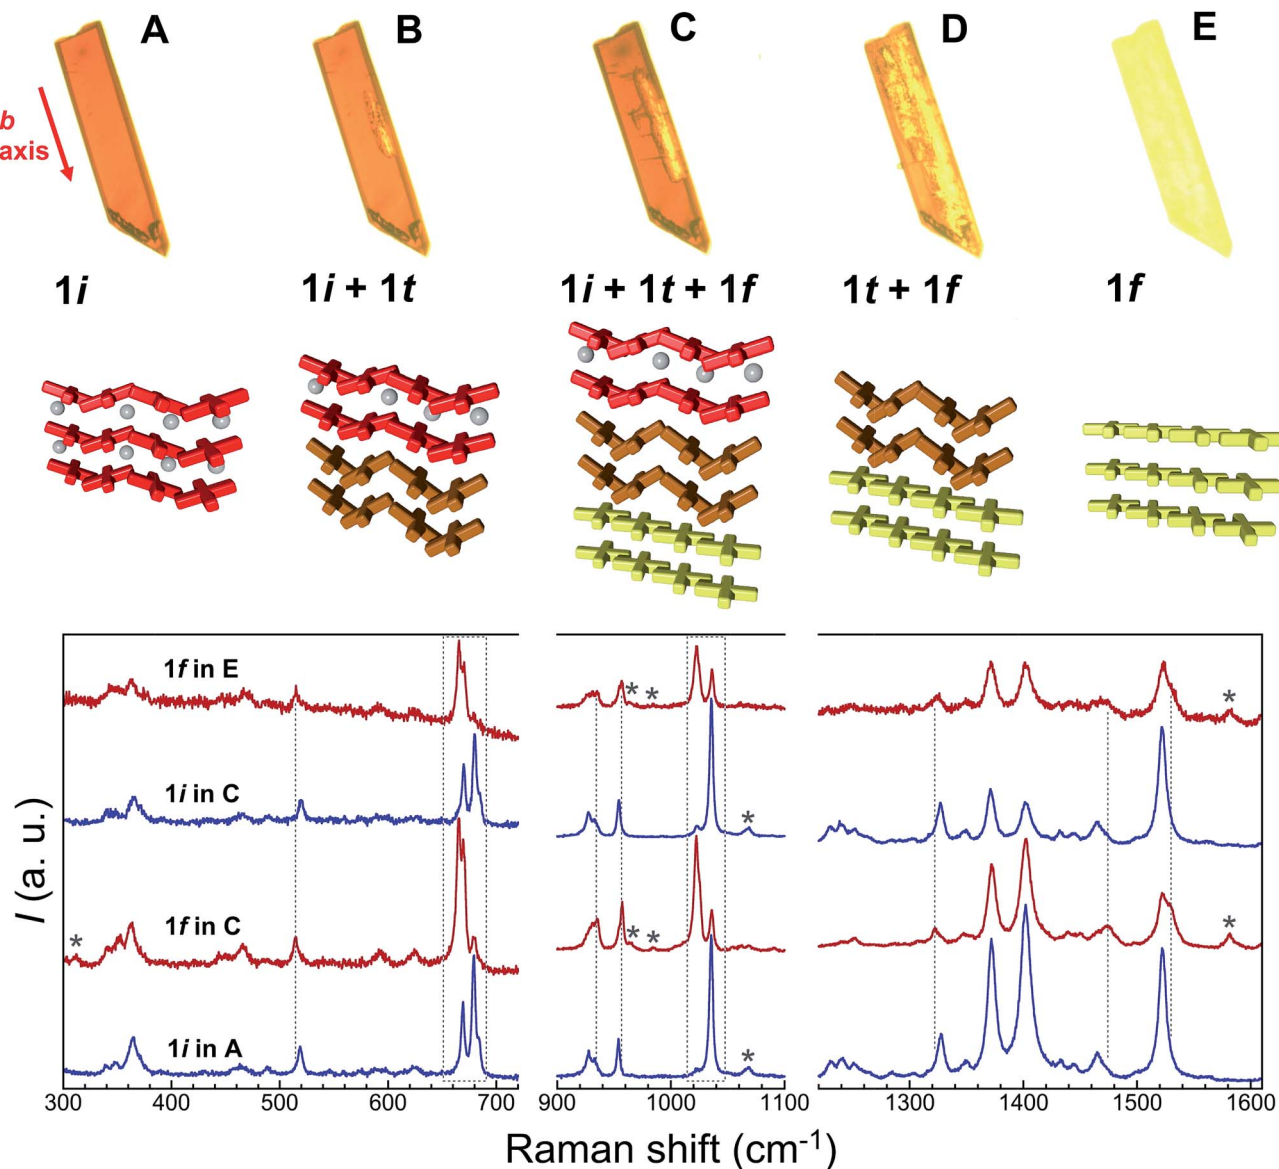 A B C D E
b
axis
1i 1i + 1t 1i + 1t + 1f 1t + 1f 1f
1f in E
* * *
1i in C
*
1f in C
* * * *
1i in A
*
I (a. u.)
300 400 500 600 700 900 1000 1100 1300 1400 1500 1600
Raman shift (cm⁻¹)